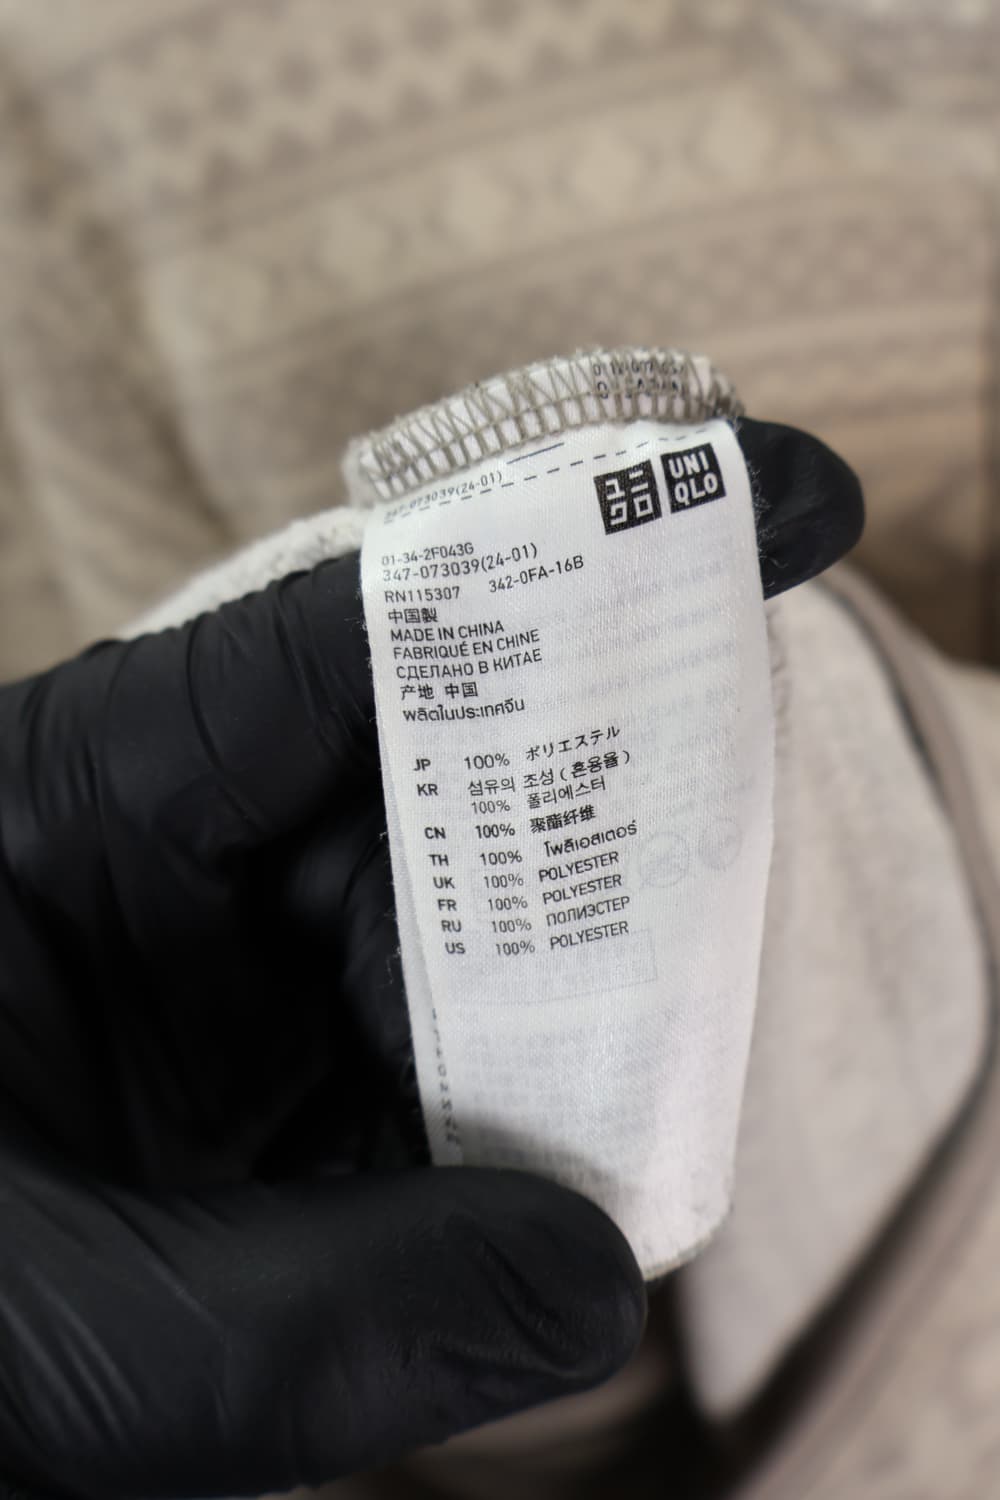 347-073039(24-01)
ユニ
クロ
UNI
QLO
01-34-2F043G
347-073039(24-01)
RN115307 342-0FA-16B
中国製
MADE IN CHINA
FABRIQUÉ EN CHINE
СДЕЛАНО В КИТАЕ
产地 中国
ผลิตในประเทศจีน
JP 100% ポリエステル
KR 섬유의 조성 (혼용율)
100% 폴리에스터
CN 100% 聚酯纤维
TH 100% โพลีเอสเตอร์
UK 100% POLYESTER
FR 100% POLYESTER
RU 100% ПОЛИЭСТЕР
US 100% POLYESTER